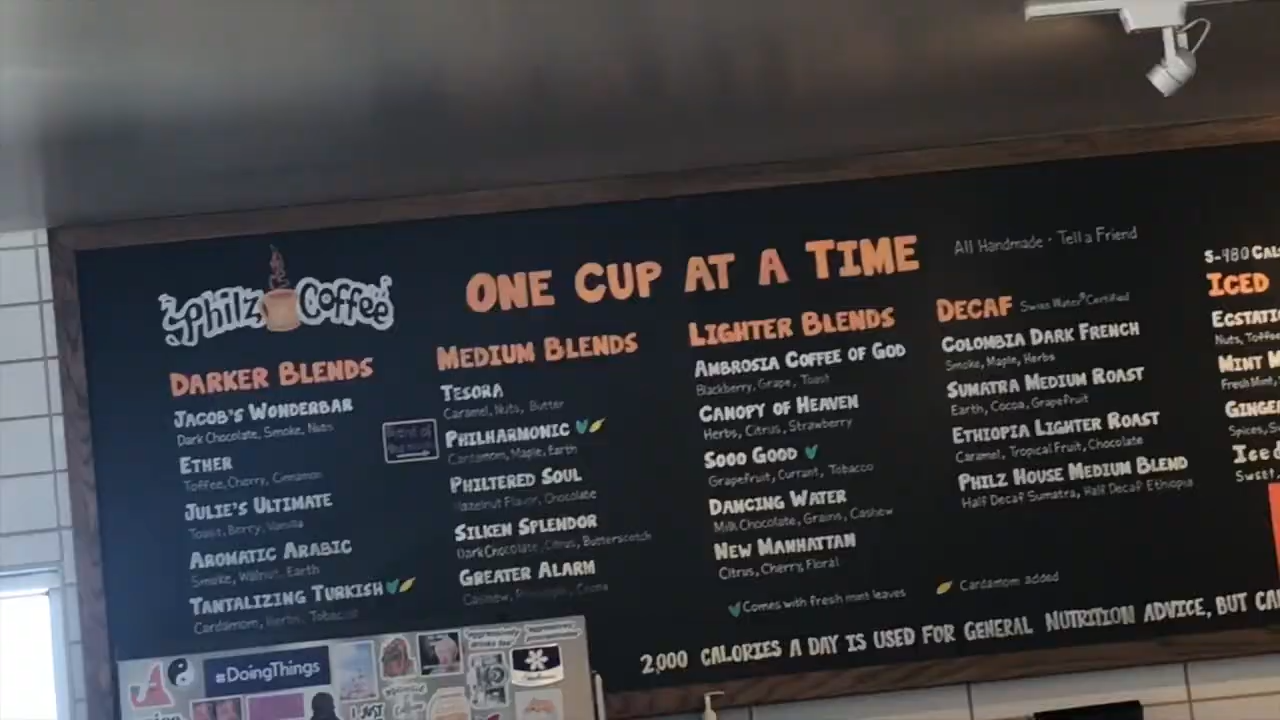 Philz Coffee
ONE CUP AT A TIME
All Handmade · Tell a Friend
DARKER BLENDS
JACOB'S WONDERBAR
Dark Chocolate, Smoke, Nuts
ETHER
Toffee, Cherry, Cinnamon
JULIE'S ULTIMATE
Toast, Berry, Vanilla
AROMATIC ARABIC
Smoke, Walnut, Earth
TANTALIZING TURKISH
Cardamom, Herbs, Tobacco
MEDIUM BLENDS
TESORA
Caramel, Nuts, Butter
PHILHARMONIC
Cardamom, Maple, Earth
PHILTERED SOUL
Hazelnut Flavor, Chocolate
SILKEN SPLENDOR
Dark Chocolate, Citrus, Butterscotch
GREATER ALARM
LIGHTER BLENDS
AMBROSIA COFFEE OF GOD
Blackberry, Grape, Toast
CANOPY OF HEAVEN
Herbs, Citrus, Strawberry
SOOO GOOD
Grapefruit, Currant, Tobacco
DANCING WATER
Milk Chocolate, Grains, Cashew
NEW MANHATTAN
Citrus, Cherry, Floral
DECAF Swiss Water® Certified
COLOMBIA DARK FRENCH
Smoke, Maple, Herbs
SUMATRA MEDIUM ROAST
Earth, Cocoa, Grapefruit
ETHIOPIA LIGHTER ROAST
Caramel, Tropical Fruit, Chocolate
PHILZ HOUSE MEDIUM BLEND
Half Decaf Sumatra, Half Decaf Ethiopia
5-480 CAL
ICED
ECSTATI
Nuts, Toffee
MINT M
Fresh Mint,
GINGER
Spices, S
Iced
Sweet
Comes with fresh mint leaves
Cardamom added
2,000 CALORIES A DAY IS USED FOR GENERAL NUTRITION ADVICE, BUT CA
#DoingThings
I JUST